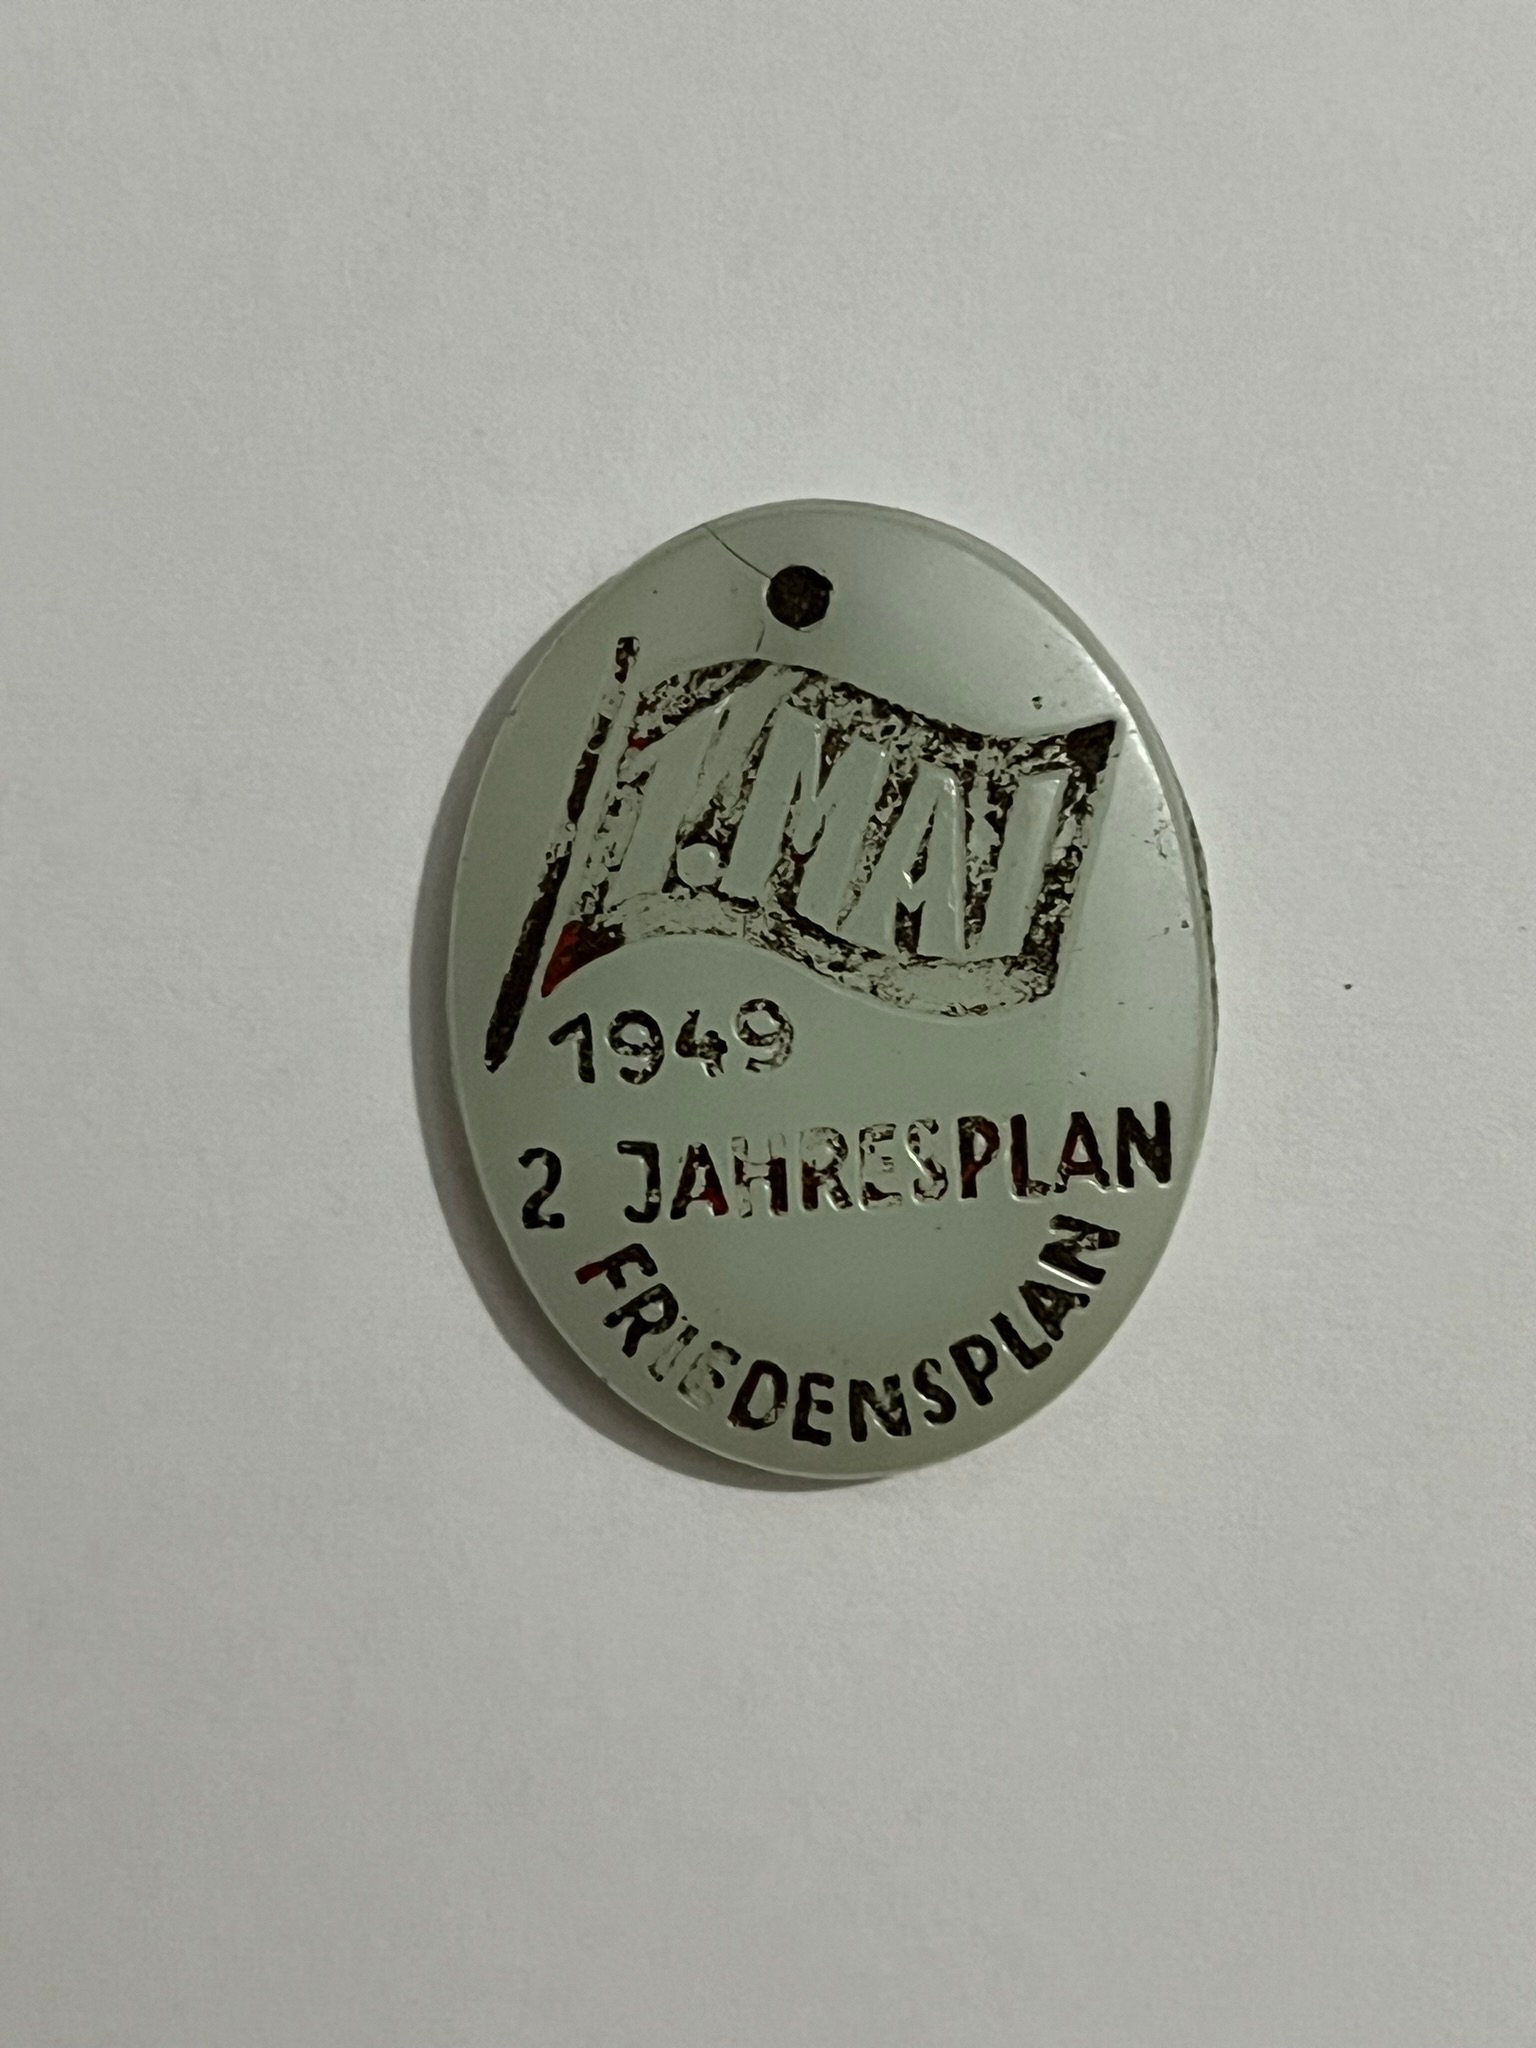 1. MAI
1949
2 JAHRESPLAN
FRIEDENSPLAN